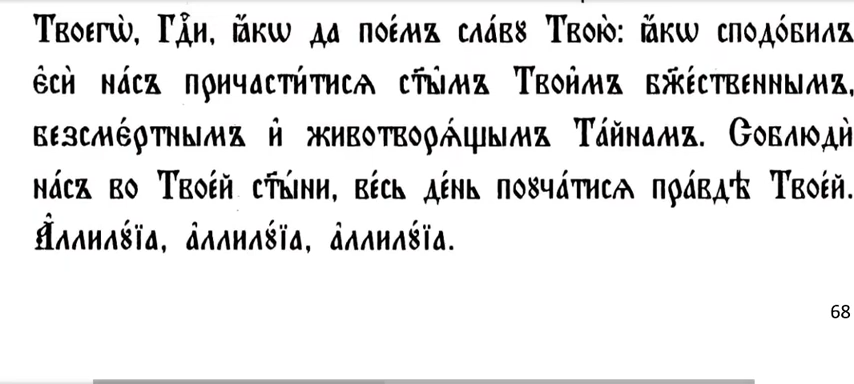 Твоегѡ̀, Гдⷭ҇и, ꙗ҆́кѡ да пое́мъ сла́вꙋ Твою̀: ꙗ҆́кѡ сподо́билъ
є҆сѝ на́съ причасти́тисѧ ст҃ы̑мъ Твои̑мъ бж҃е́ственнымъ,
безсме́ртнымъ и҆ животворѧ́щымъ Та́йнамъ. Соблюдѝ
на́съ во Твое́й ст҃ы́ни, ве́сь де́нь поꙋча́тисѧ пра́вдѣ Твое́й.
А҆ллилꙋ́їа, а҆ллилꙋ́їа, а҆ллилꙋ́їа.
68